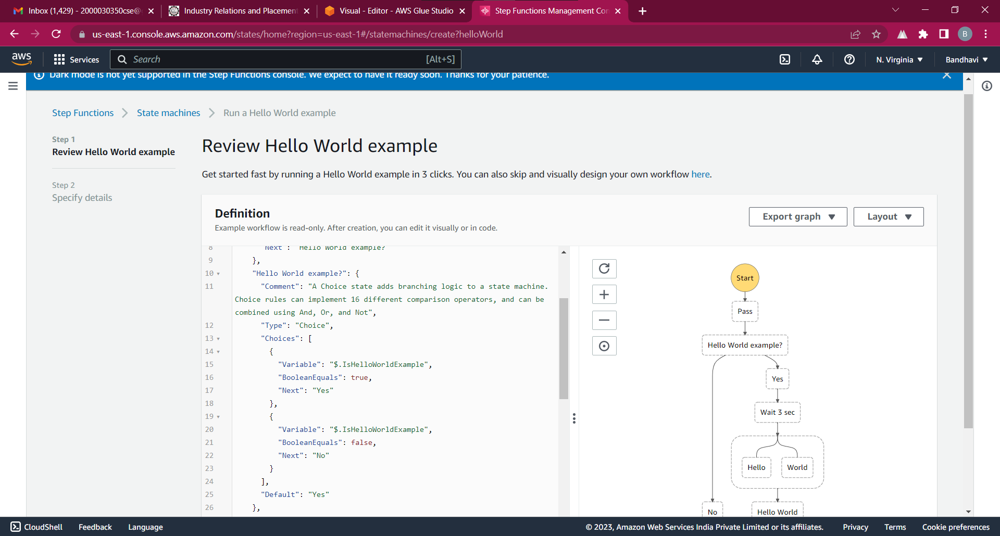 Inbox (1,429) - 2000030350cse@
Industry Relations and Placement
Visual - Editor - AWS Glue Studio
Step Functions Management Con
us-east-1.console.aws.amazon.com/states/home?region=us-east-1#/statemachines/create?helloWorld
B
aws
Services
Search
[Alt+S]
N. Virginia
Bandhavi
Dark mode is not yet supported in the Step Functions console. We expect to have it ready soon. Thanks for your patience.
Step Functions
State machines
Run a Hello World example
Step 1
Review Hello World example
Step 2
Specify details
Review Hello World example
Get started fast by running a Hello World example in 3 clicks. You can also skip and visually design your own workflow here.
Definition
Example workflow is read-only. After creation, you can edit it visually or in code.
Export graph
Layout
8 "Next": "Hello World example?"
9 },
10 "Hello World example?": {
11 "Comment": "A Choice state adds branching logic to a state machine.
Choice rules can implement 16 different comparison operators, and can be
combined using And, Or, and Not",
12 "Type": "Choice",
13 "Choices": [
14 {
15 "Variable": "$.IsHelloWorldExample",
16 "BooleanEquals": true,
17 "Next": "Yes"
18 },
19 {
20 "Variable": "$.IsHelloWorldExample",
21 "BooleanEquals": false,
22 "Next": "No"
23 }
24 ],
25 "Default": "Yes"
26 },
Start
Pass
Hello World example?
Yes
Wait 3 sec
Hello
World
No
Hello World
CloudShell
Feedback
Language
© 2023, Amazon Web Services India Private Limited or its affiliates.
Privacy
Terms
Cookie preferences